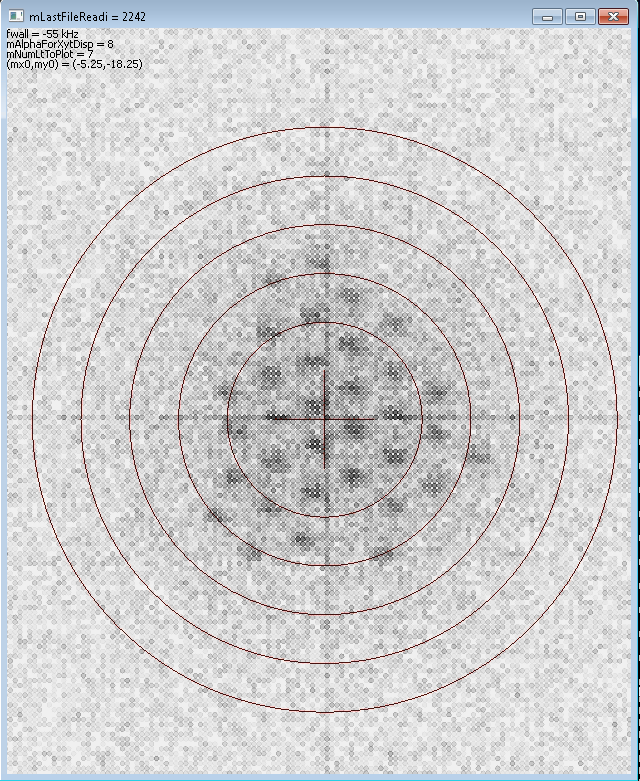 mLastFileReadi = 2242
fwall = -55 kHz
mAlphaForXytDisp = 8
mNumLtToPlot = 7
(mx0,my0) = (-5.25,-18.25)